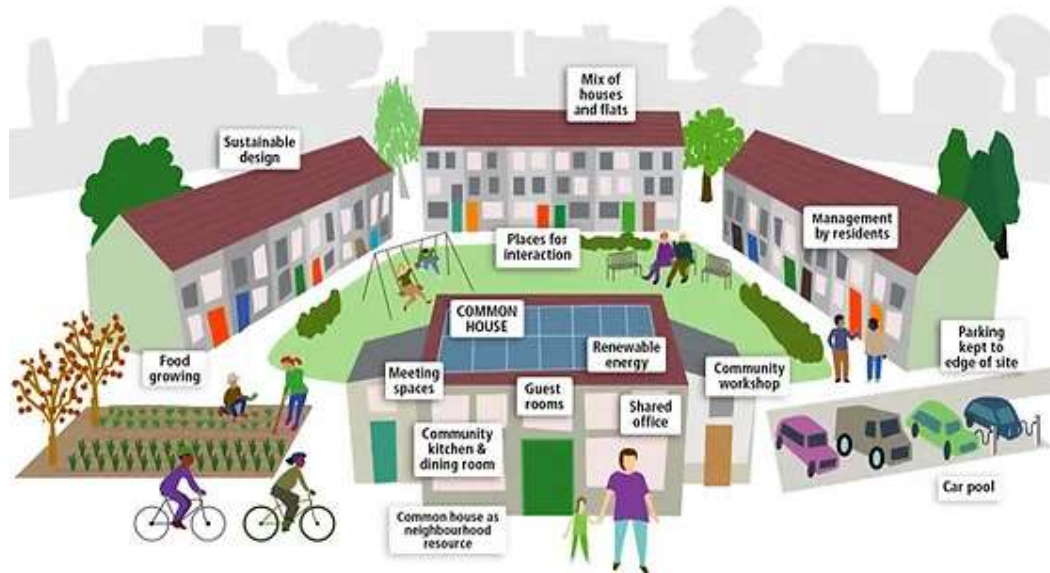 Mix of
houses
and flats
Sustainable
design
Management
by residents
Places for
interaction
COMMON
HOUSE
Renewable
energy
Parking
kept to
edge of site
Food
growing
Meeting
spaces
Guest
rooms
Community
workshop
Shared
office
Community
kitchen &
dining room
Car pool
Common house as
neighbourhood
resource